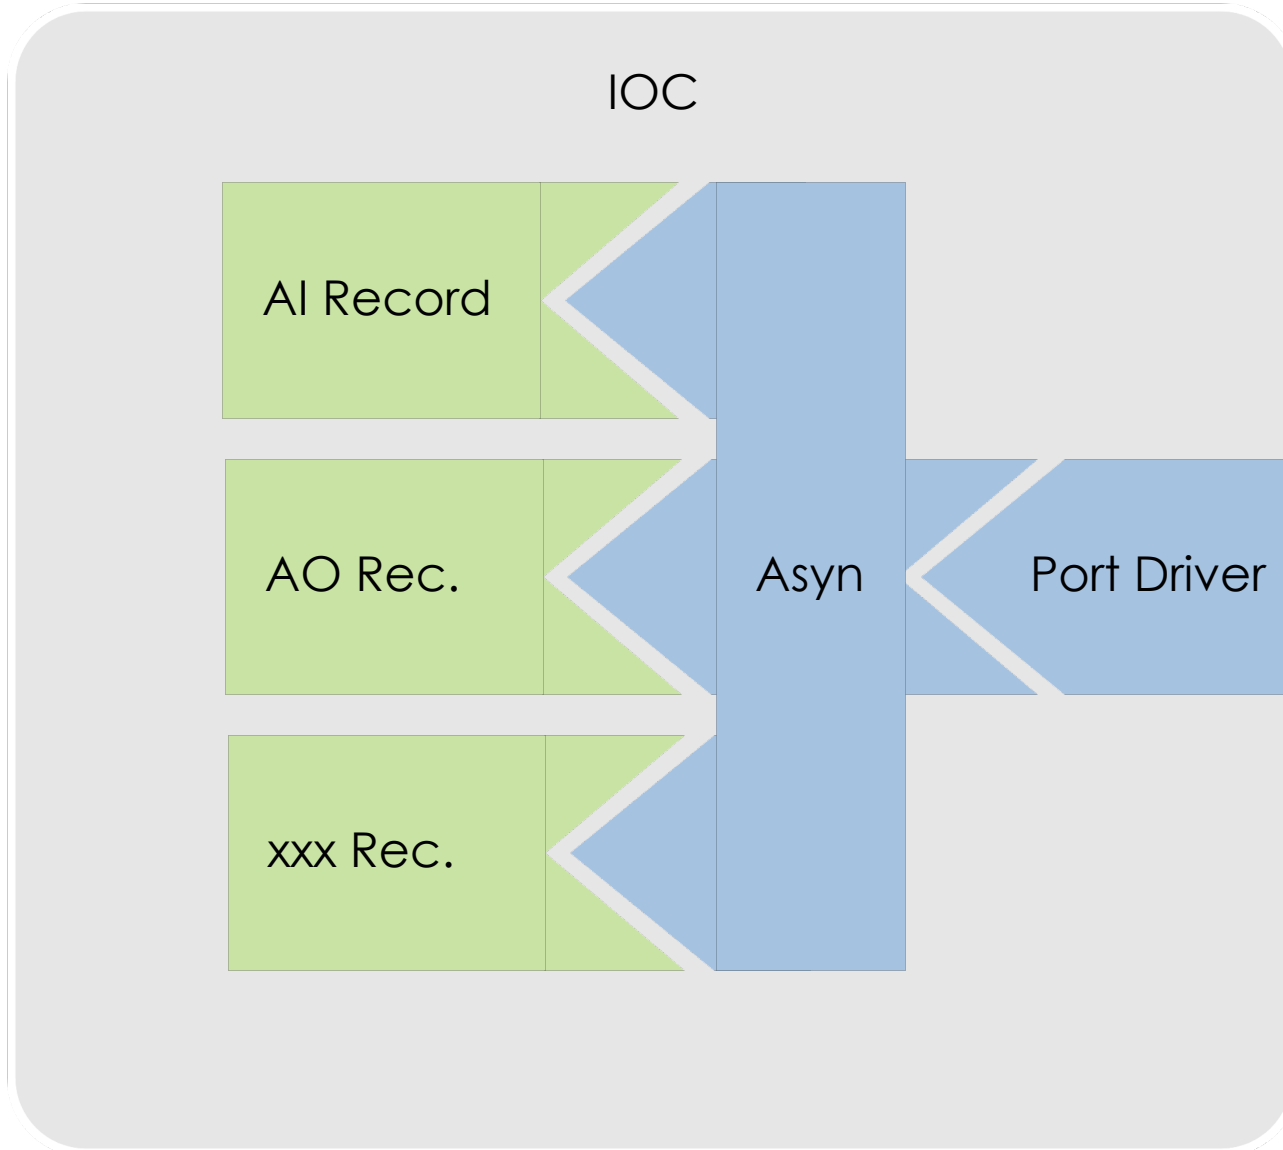 IOC
AI Record
AO Rec.
Asyn
Port Driver
xxx Rec.